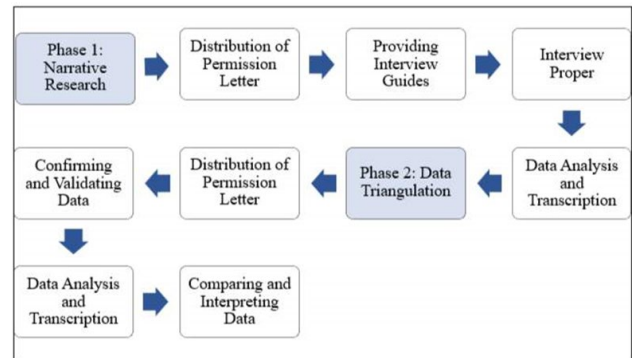 Phase 1:
Narrative
Research
Distribution of
Permission
Letter
Providing
Interview
Guides
Interview
Proper
Data Analysis
and
Transcription
Phase 2: Data
Triangulation
Distribution of
Permission
Letter
Confirming
and Validating
Data
Data Analysis
and
Transcription
Comparing and
Interpreting
Data